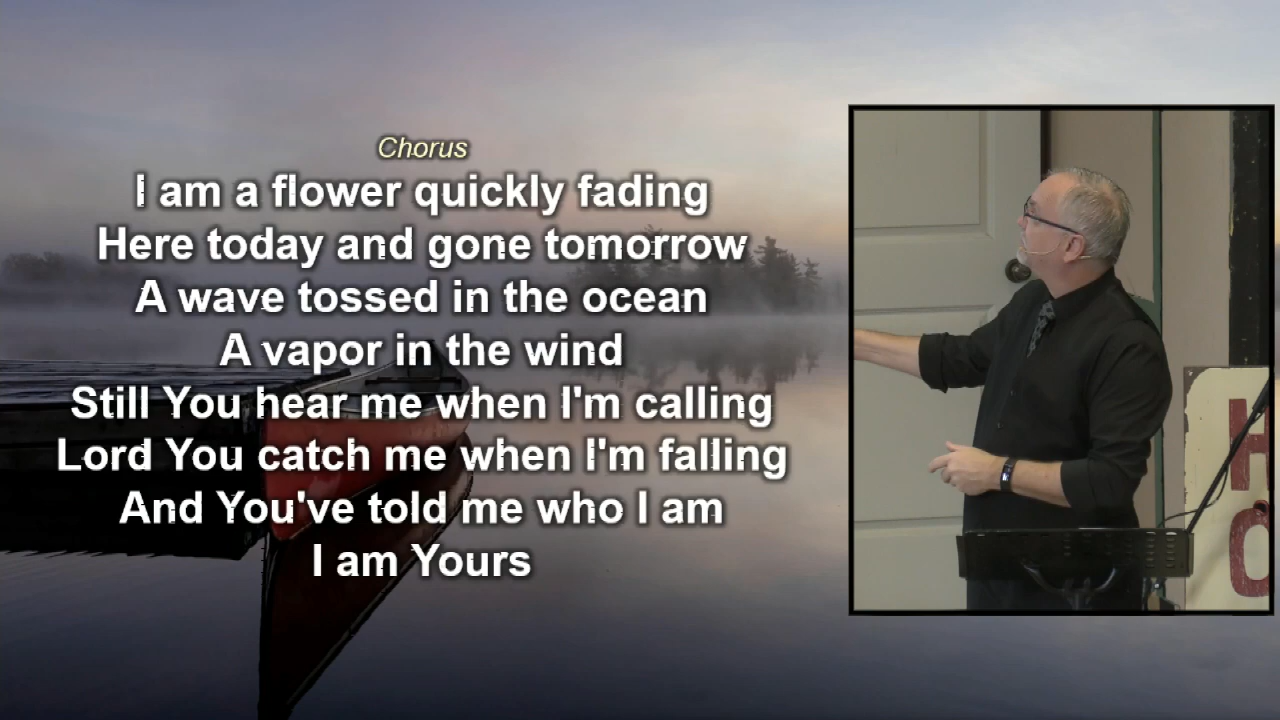 Chorus
I am a flower quickly fading
Here today and gone tomorrow
A wave tossed in the ocean
A vapor in the wind
Still You hear me when I'm calling
Lord You catch me when I'm falling
And You've told me who I am
I am Yours
H
O